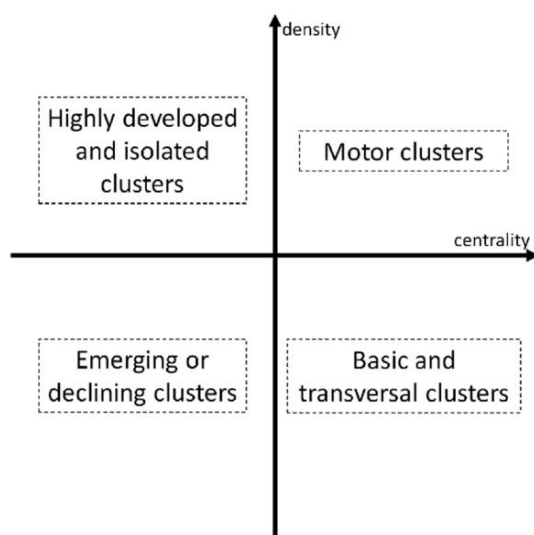 density
Highly developed
and isolated
clusters
Motor clusters
centrality
Emerging or
declining clusters
Basic and
transversal clusters